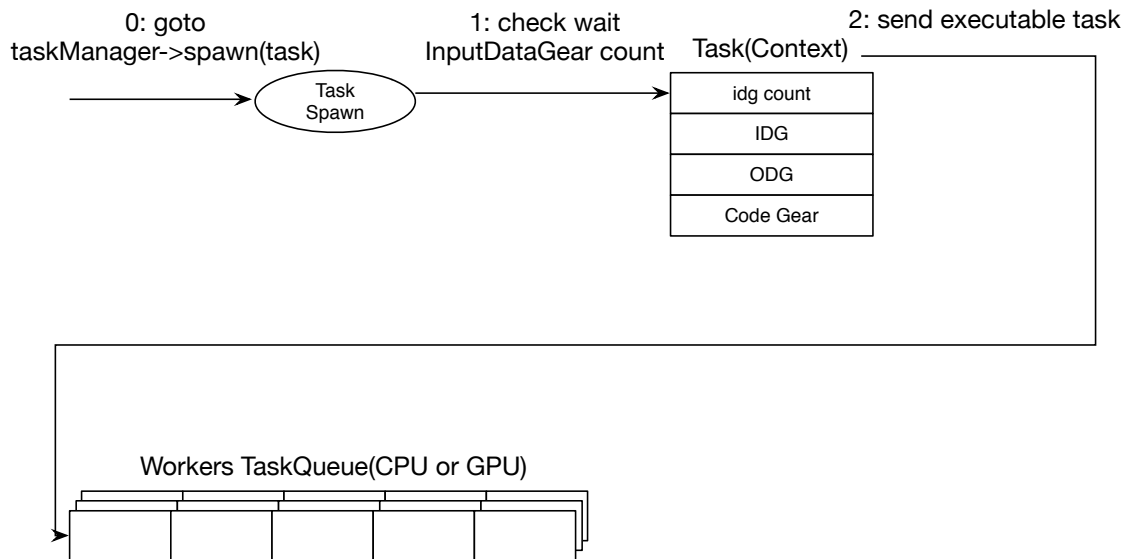 0: goto
taskManager->spawn(task)
1: check wait
InputDataGear count
2: send executable task
Task(Context)
Task
Spawn
idg count
IDG
ODG
Code Gear
Workers TaskQueue(CPU or GPU)